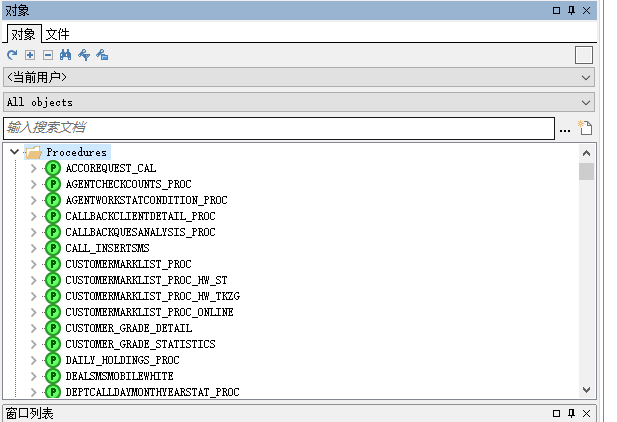 对象
对象 文件
<当前用户>
All objects
输入搜索文档
Procedures
ACCOREQUEST_CAL
AGENTCHECKCOUNTS_PROC
AGENTWORKSTATCONDITION_PROC
CALLBACKCLIENTDETAIL_PROC
CALLBACKQUESANALYSIS_PROC
CALL_INSERTSMS
CUSTOMERMARKLIST_PROC
CUSTOMERMARKLIST_PROC_HW_ST
CUSTOMERMARKLIST_PROC_HW_TKZG
CUSTOMERMARKLIST_PROC_ONLINE
CUSTOMER_GRADE_DETAIL
CUSTOMER_GRADE_STATISTICS
DAILY_HOLDINGS_PROC
DEALSMSMOBILEWHITE
DEPTCALLDAYMONTHYEARSTAT_PROC
窗口列表